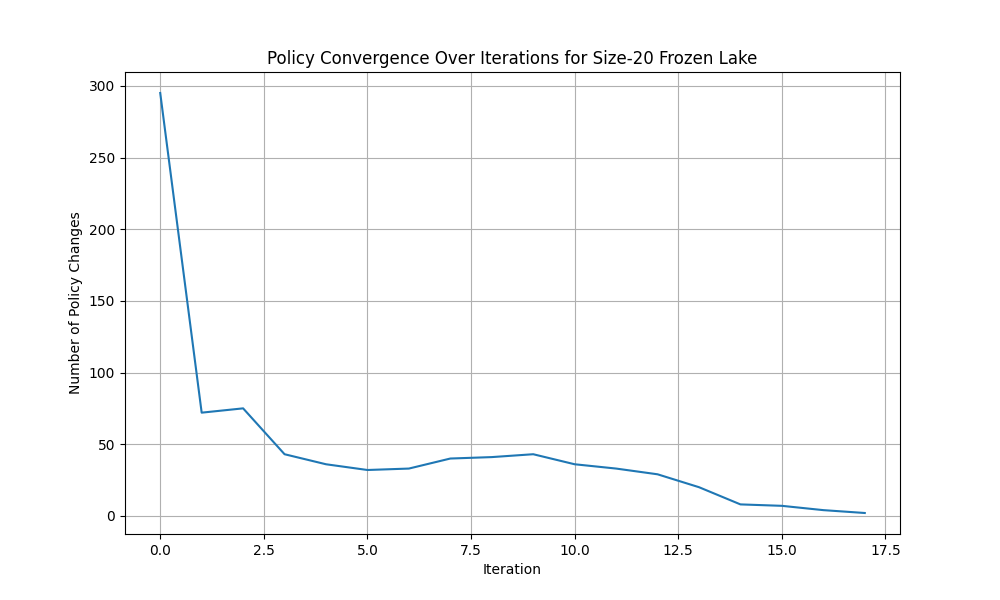 Policy Convergence Over Iterations for Size-20 Frozen Lake
Number of Policy Changes
300
250
200
150
100
50
0
0.0 2.5 5.0 7.5 10.0 12.5 15.0 17.5
Iteration